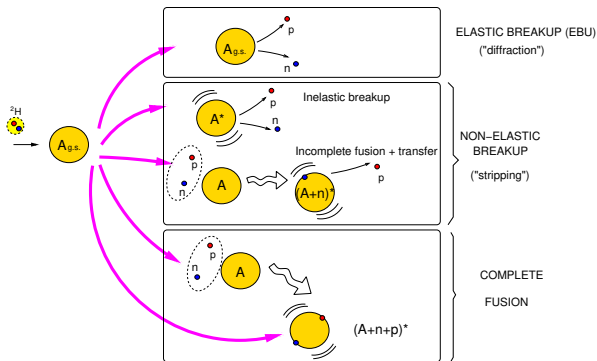 ²H
A g.s.
A g.s.
p
n
ELASTIC BREAKUP (EBU)
("diffraction")
A*
p
n
Inelastic breakup
Incomplete fusion + transfer
p
n
A
(A+n)*
p
NON-ELASTIC
BREAKUP
("stripping")
p
n
A
(A+n+p)*
COMPLETE
FUSION